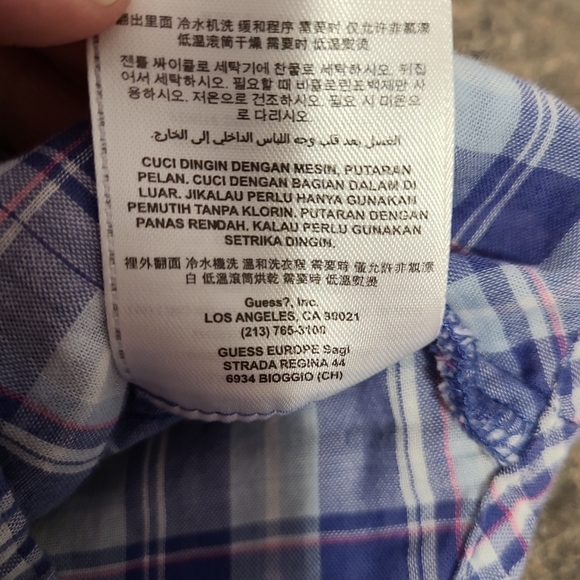 翻出里面 冷水机洗 缓和程序 需要时 仅允许非氯漂
低温滚筒干燥 需要时 低温熨烫
젠틀 싸이클로 세탁기에 찬물로 세탁하십시오. 뒤집
어서 세탁하십시오. 필요할 때 비클로린표백제만 사
용하십시오. 저온으로 건조하십시오. 필요 시 미온으
로 다리시오.
الغسل بعد قلب وجه اللباس الداخلي إلى الخارج.
CUCI DINGIN DENGAN MESIN, PUTARAN
PELAN. CUCI DENGAN BAGIAN DALAM DI
LUAR. JIKALAU PERLU HANYA GUNAKAN
PEMUTIH TANPA KLORIN. PUTARAN DENGAN
PANAS RENDAH. KALAU PERLU GUNAKAN
SETRIKA DINGIN.
裡外翻面 冷水機洗 溫和洗衣程 需要時 僅允許非氯漂
白 低溫滾筒烘乾 需要時 低溫熨燙
Guess?, Inc.
LOS ANGELES, CA 90021
(213) 765-3100
GUESS EUROPE Sagl
STRADA REGINA 44
6934 BIOGGIO (CH)